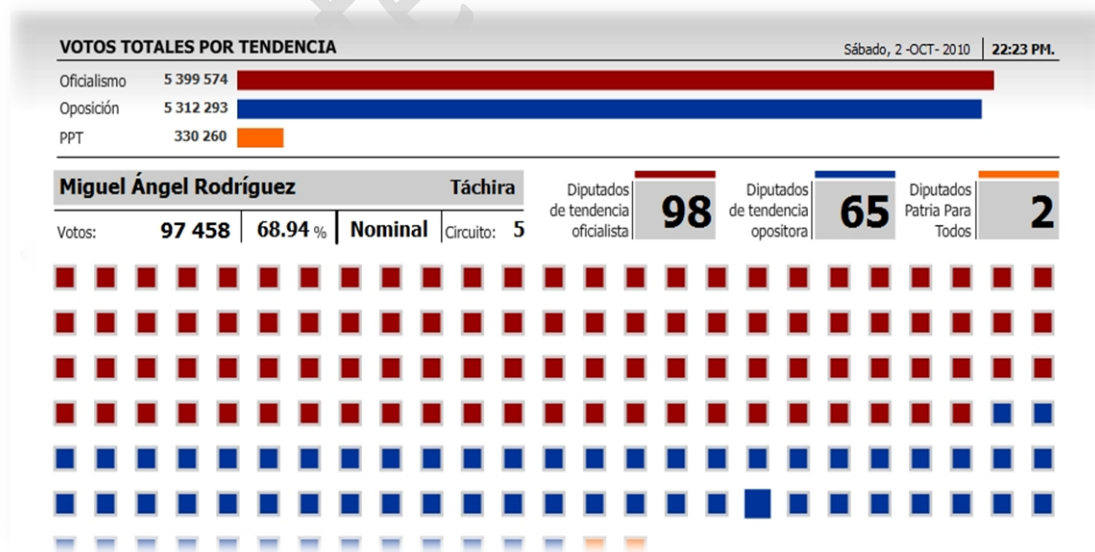 VOTOS TOTALES POR TENDENCIA Sábado, 2 -OCT- 2010 22:23 PM.
Oficialismo 5 399 574
Oposición 5 312 293
PPT 330 260
Miguel Ángel Rodríguez Táchira
Votos: 97 458 68.94 % Nominal Circuito: 5
Diputados
de tendencia
oficialista
98
Diputados
de tendencia
opositora
65
Diputados
Patria Para
Todos
2